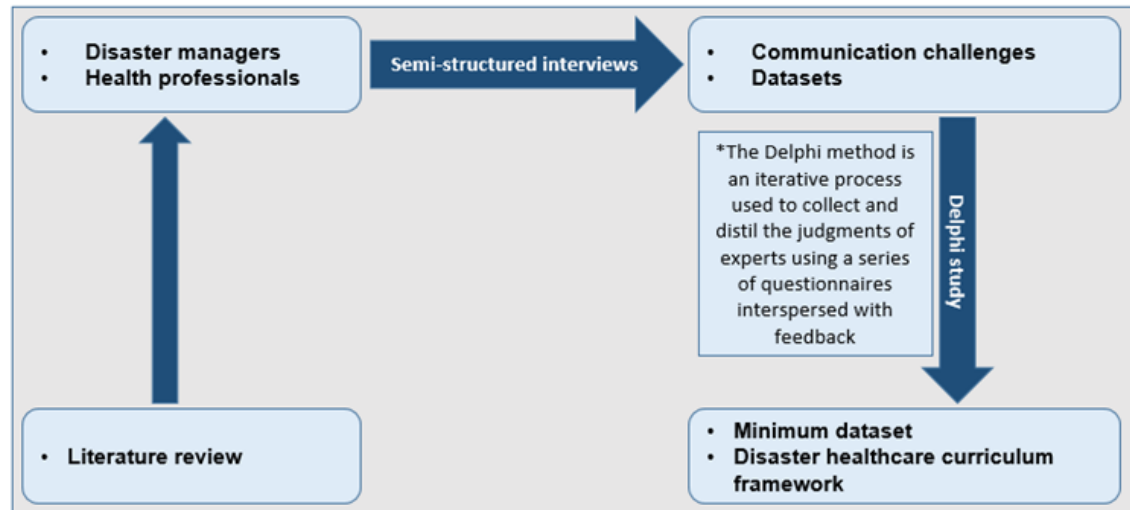 • Disaster managers
• Health professionals
Semi-structured interviews
• Communication challenges
• Datasets
*The Delphi method is
an iterative process
used to collect and
distil the judgments of
experts using a series
of questionnaires
interspersed with
feedback
Delphi study
• Literature review
• Minimum dataset
• Disaster healthcare curriculum
framework